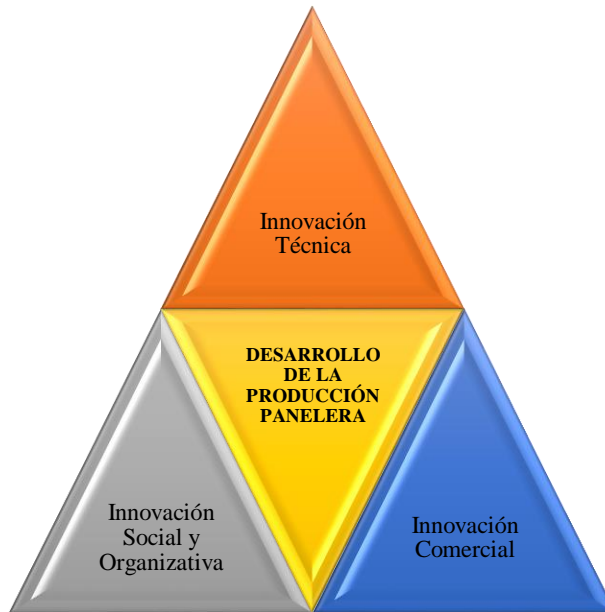 Innovación
Técnica
DESARROLLO
DE LA
PRODUCCIÓN
PANELERA
Innovación
Social y
Organizativa
Innovación
Comercial